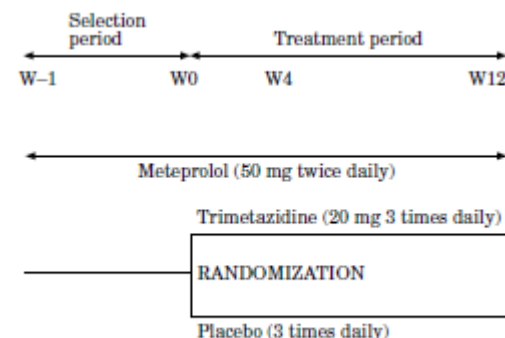 Selection
period
Treatment period
W–1 W0 W4 W12
Meteprolol (50 mg twice daily)
Trimetazidine (20 mg 3 times daily)
RANDOMIZATION
Placebo (3 times daily)